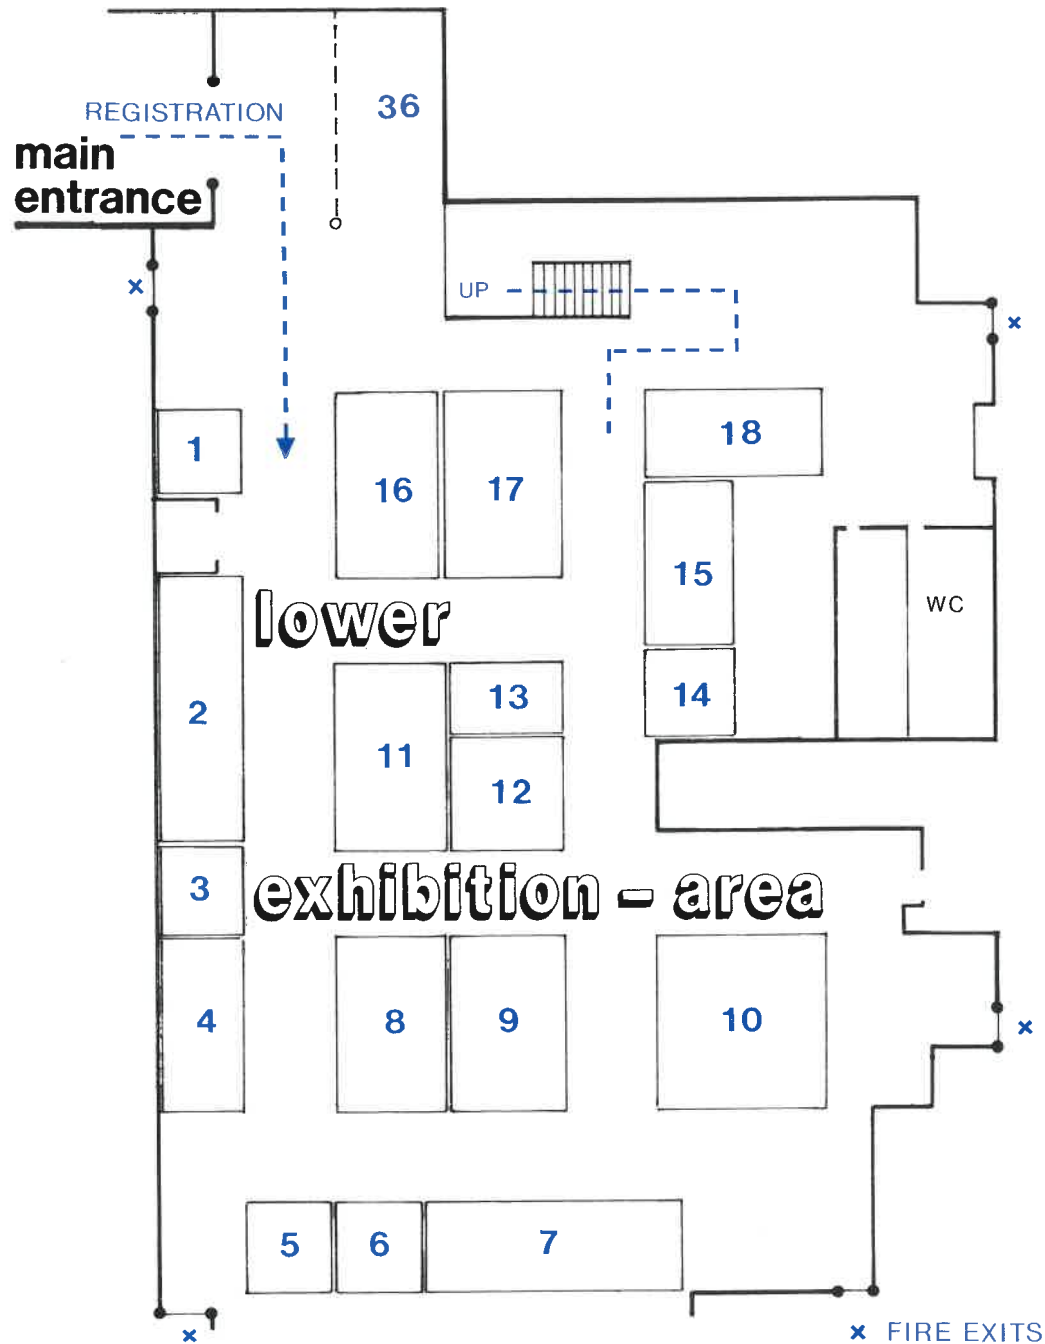 36
REGISTRATION
main
entrance
x
UP
x
1
16
17
18
15
WC
lower
2
13
14
11
12
3
exhibition – area
4
8
9
10
x
5
6
7
x
x FIRE EXITS